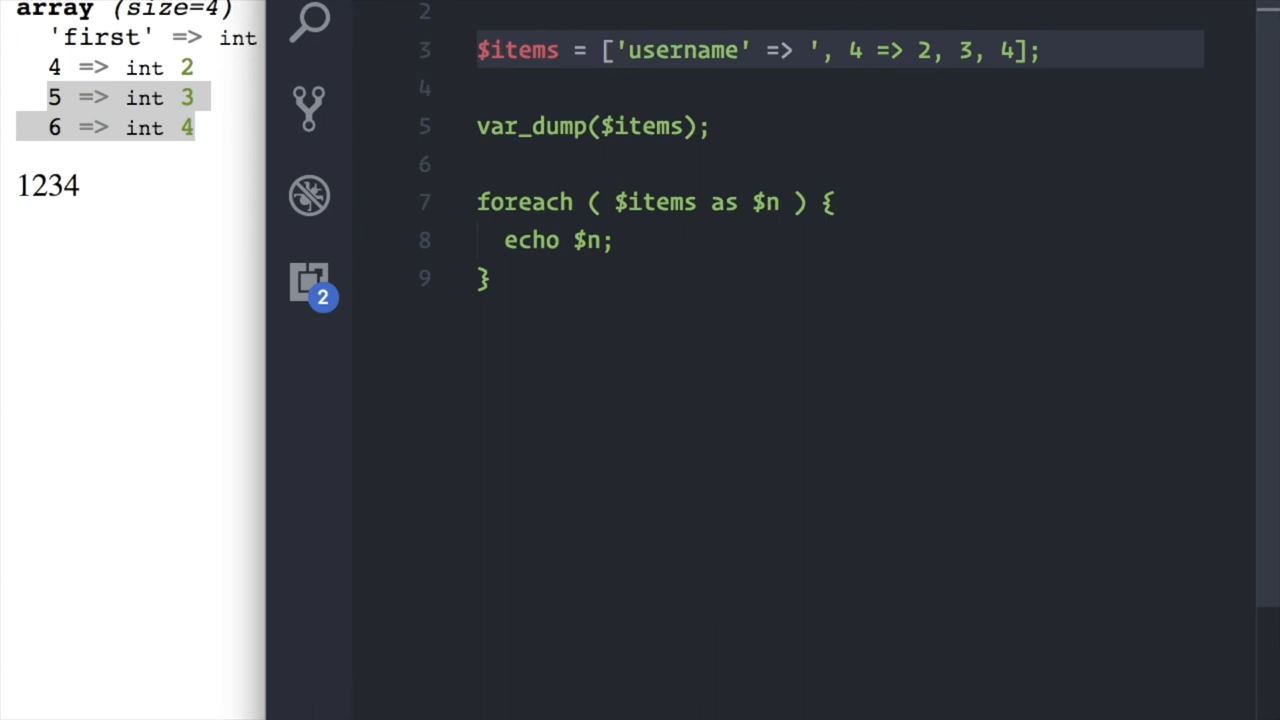 array (size=4)
'first' => int
4 => int 2
5 => int 3
6 => int 4
1234
2
2
3 $items = ['username' => ', 4 => 2, 3, 4];
4
5 var_dump($items);
6
7 foreach ( $items as $n ) {
8 echo $n;
9 }